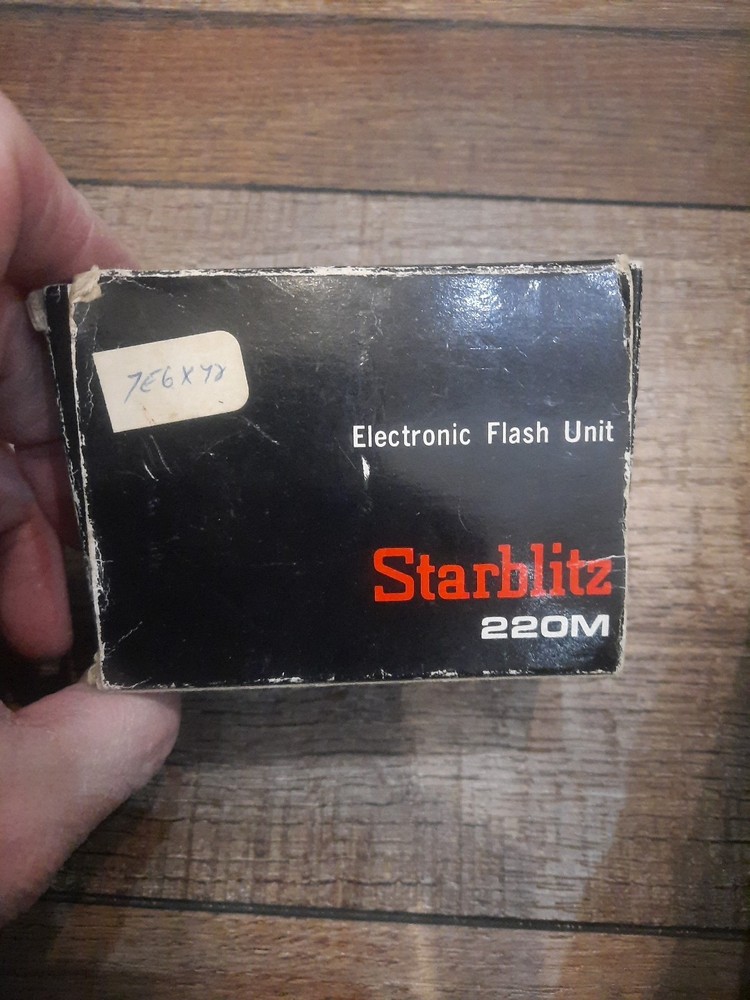 Electronic Flash Unit
Starblitz
220M